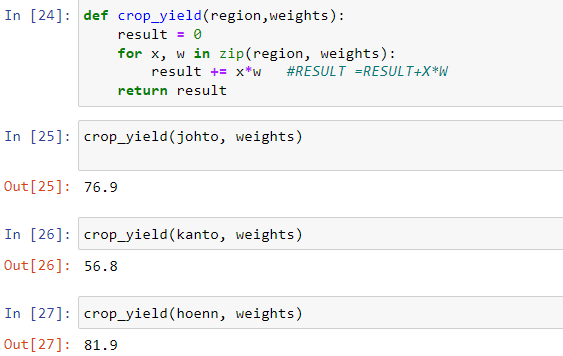 In [24]: def crop_yield(region,weights):
    result = 0
    for x, w in zip(region, weights):
        result += x*w   #RESULT =RESULT+X*W
    return result
In [25]: crop_yield(johto, weights)
Out[25]: 76.9
In [26]: crop_yield(kanto, weights)
Out[26]: 56.8
In [27]: crop_yield(hoenn, weights)
Out[27]: 81.9